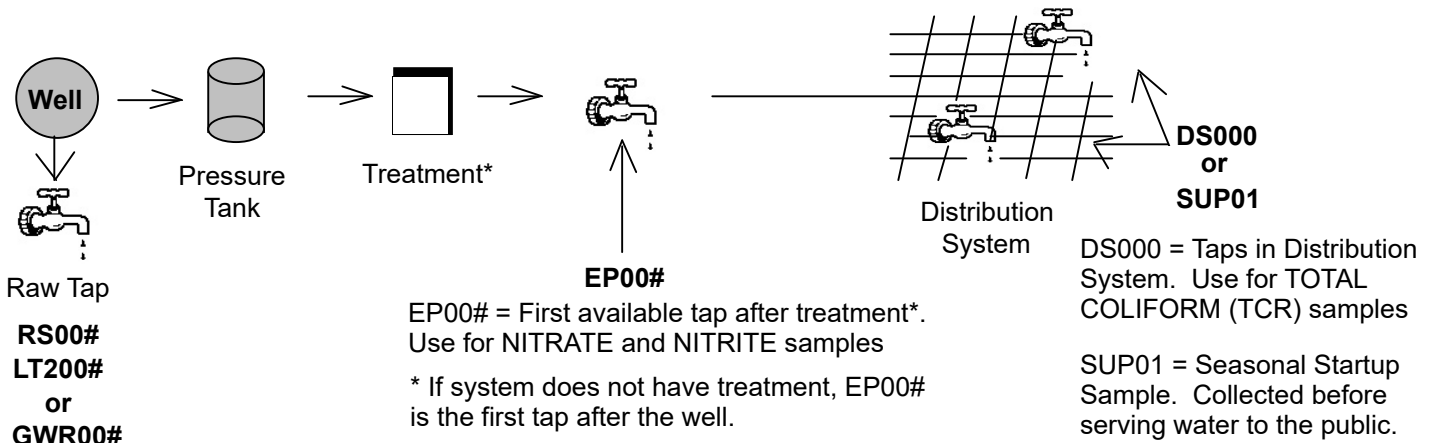 Well
Pressure
Tank
Treatment*
Raw Tap
RS00#
LT200#
or
GWR00#
EP00#
EP00# = First available tap after treatment*.
Use for NITRATE and NITRITE samples
* If system does not have treatment, EP00#
is the first tap after the well.
Distribution
System
DS000
or
SUP01
DS000 = Taps in Distribution
System. Use for TOTAL
COLIFORM (TCR) samples
SUP01 = Seasonal Startup
Sample. Collected before
serving water to the public.